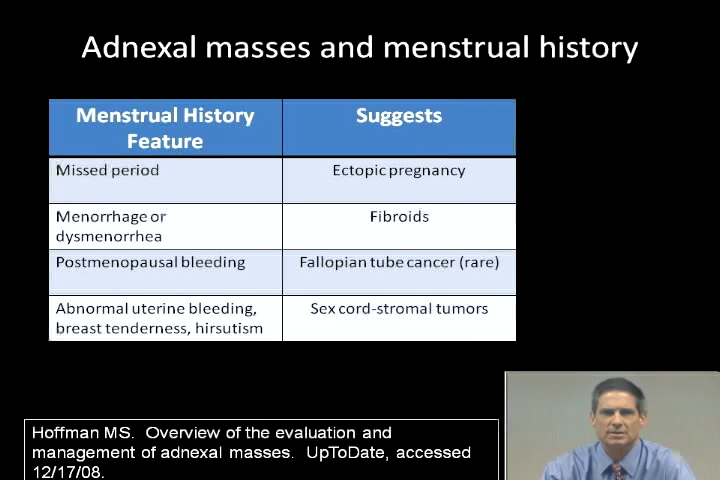 Adnexal masses and menstrual history
Menstrual History
Feature
Suggests
Missed period
Ectopic pregnancy
Menorrhage or
dysmenorrhea
Fibroids
Postmenopausal bleeding
Fallopian tube cancer (rare)
Abnormal uterine bleeding,
breast tenderness, hirsutism
Sex cord-stromal tumors
Hoffman MS.  Overview of the evaluation and
management of adnexal masses.  UpToDate, accessed
12/17/08.